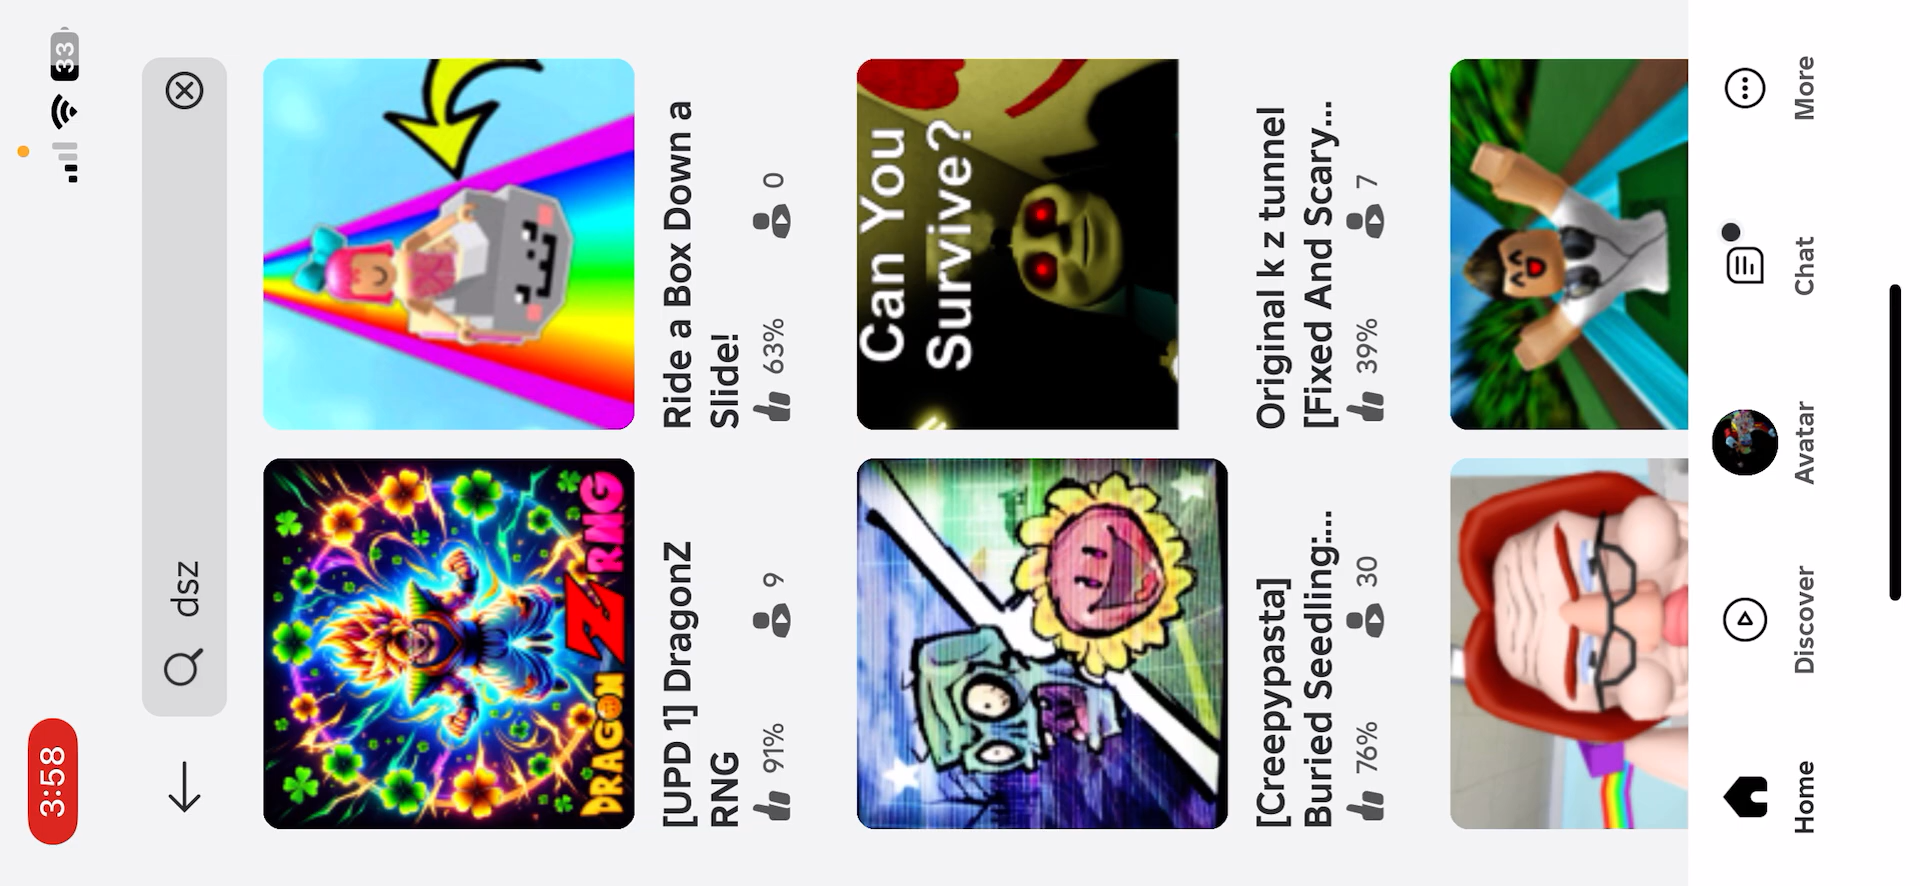 3:58
33
dsz
DRAGON Z RNG
[UPD 1] DragonZ
RNG
91%
9
Ride a Box Down a
Slide!
63%
0
[Creepypasta]
Buried Seedling:...
76%
30
Can You
Survive?
Original k z tunnel
[Fixed And Scary...
39%
7
Home
Discover
Avatar
Chat
More